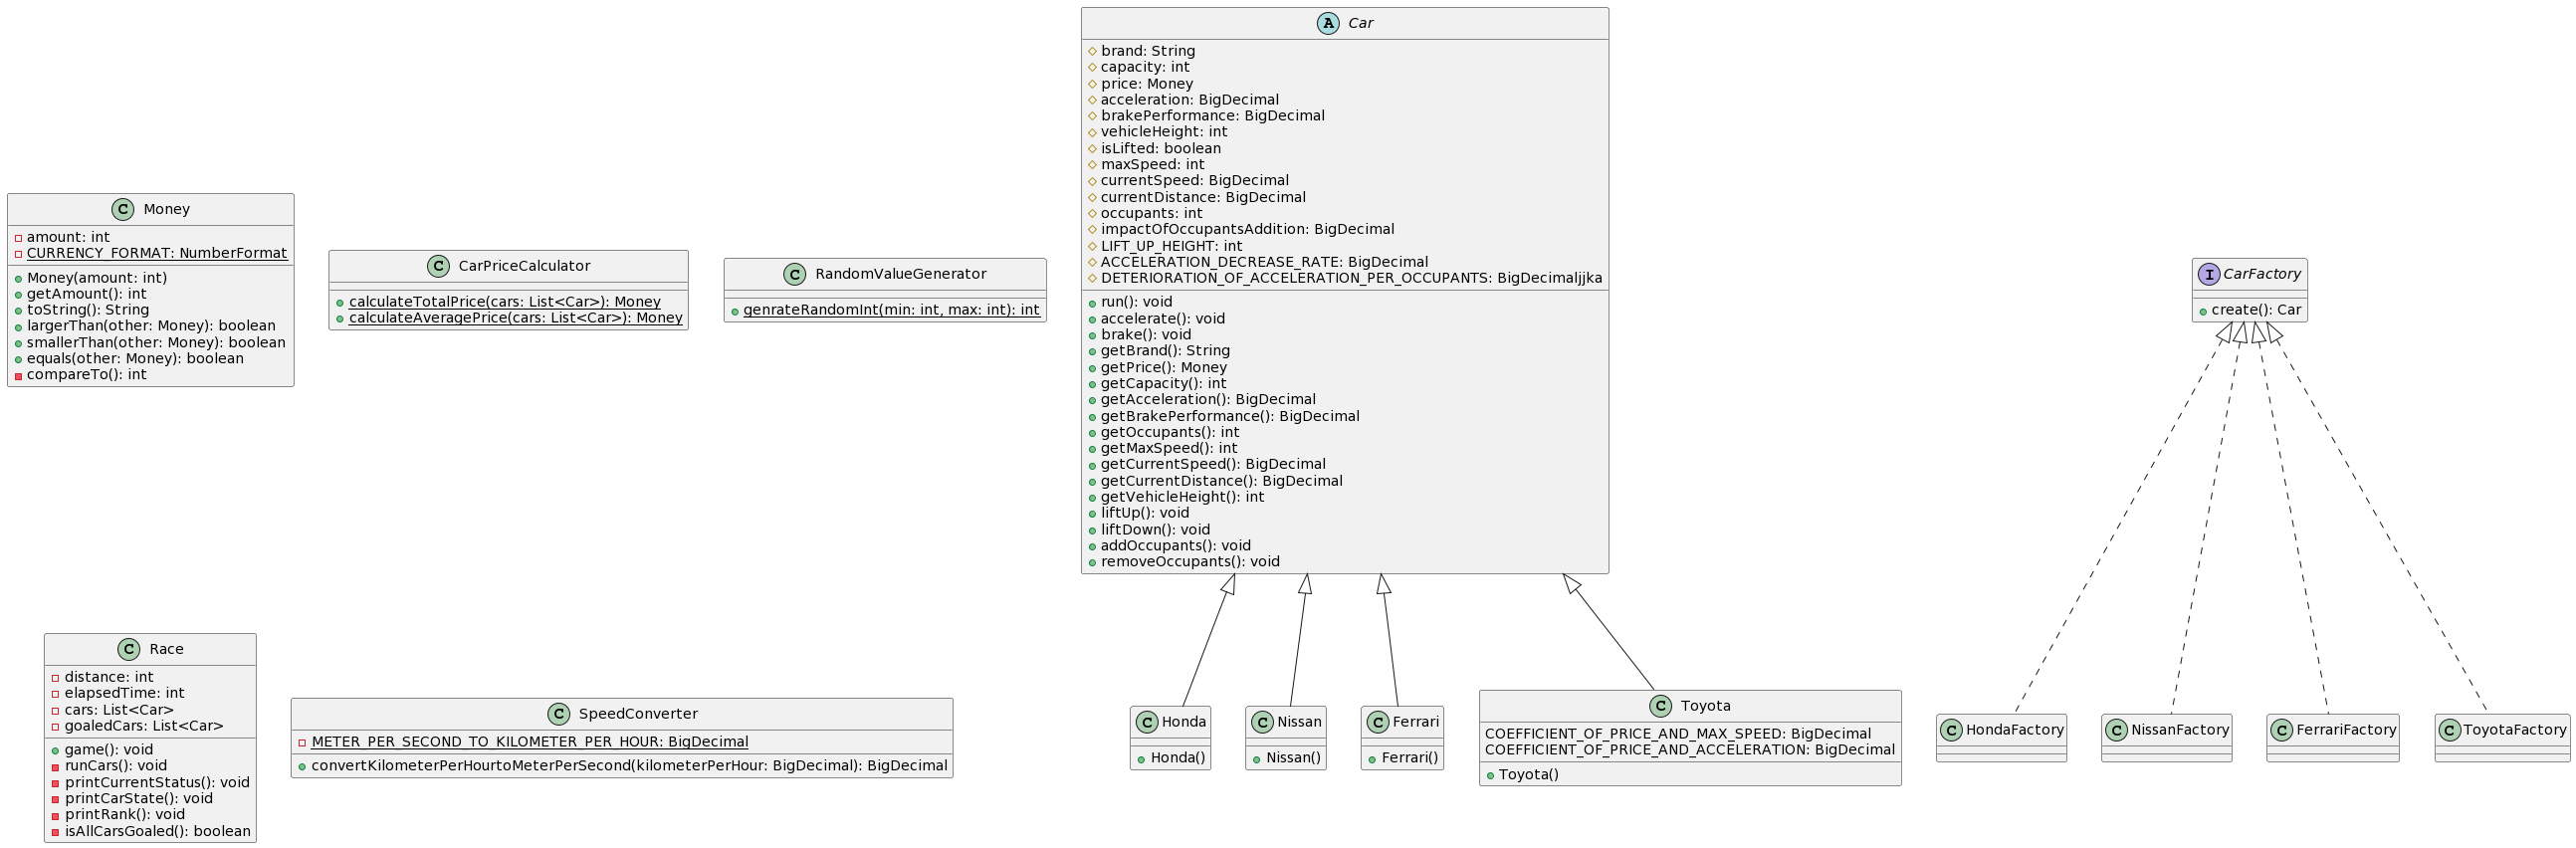 A Car
brand: String
capacity: int
price: Money
acceleration: BigDecimal
brakePerformance: BigDecimal
vehicleHeight: int
isLifted: boolean
maxSpeed: int
currentSpeed: BigDecimal
currentDistance: BigDecimal
occupants: int
impactOfOccupantsAddition: BigDecimal
LIFT_UP_HEIGHT: int
ACCELERATION_DECREASE_RATE: BigDecimal
DETERIORATION_OF_ACCELERATION_PER_OCCUPANTS: BigDecimaljjka
run(): void
accelerate(): void
brake(): void
getBrand(): String
getPrice(): Money
getCapacity(): int
getAcceleration(): BigDecimal
getBrakePerformance(): BigDecimal
getOccupants(): int
getMaxSpeed(): int
getCurrentSpeed(): BigDecimal
getCurrentDistance(): BigDecimal
getVehicleHeight(): int
liftUp(): void
liftDown(): void
addOccupants(): void
removeOccupants(): void
C Money
amount: int
CURRENCY_FORMAT: NumberFormat
Money(amount: int)
getAmount(): int
toString(): String
largerThan(other: Money): boolean
smallerThan(other: Money): boolean
equals(other: Money): boolean
compareTo(): int
C CarPriceCalculator
calculateTotalPrice(cars: List<Car>): Money
calculateAveragePrice(cars: List<Car>): Money
C RandomValueGenerator
genrateRandomInt(min: int, max: int): int
I CarFactory
create(): Car
C Race
distance: int
elapsedTime: int
cars: List<Car>
goaledCars: List<Car>
game(): void
runCars(): void
printCurrentStatus(): void
printCarState(): void
printRank(): void
isAllCarsGoaled(): boolean
C SpeedConverter
METER_PER_SECOND_TO_KILOMETER_PER_HOUR: BigDecimal
convertKilometerPerHourtoMeterPerSecond(kilometerPerHour: BigDecimal): BigDecimal
C Honda
Honda()
C Nissan
Nissan()
C Ferrari
Ferrari()
C Toyota
COEFFICIENT_OF_PRICE_AND_MAX_SPEED: BigDecimal
COEFFICIENT_OF_PRICE_AND_ACCELERATION: BigDecimal
Toyota()
C HondaFactory
C NissanFactory
C FerrariFactory
C ToyotaFactory